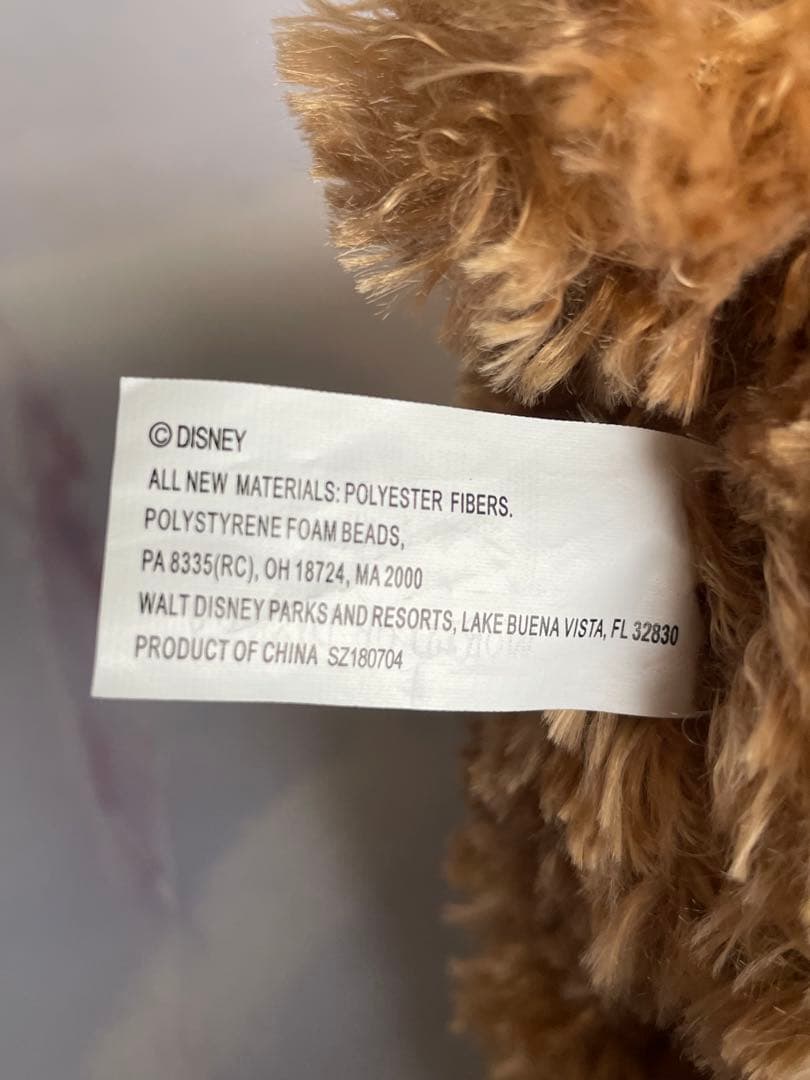 © DISNEY
ALL NEW MATERIALS: POLYESTER FIBERS.
POLYSTYRENE FOAM BEADS,
PA 8335(RC), OH 18724, MA 2000
WALT DISNEY PARKS AND RESORTS, LAKE BUENA VISTA, FL 32830
PRODUCT OF CHINA SZ180704